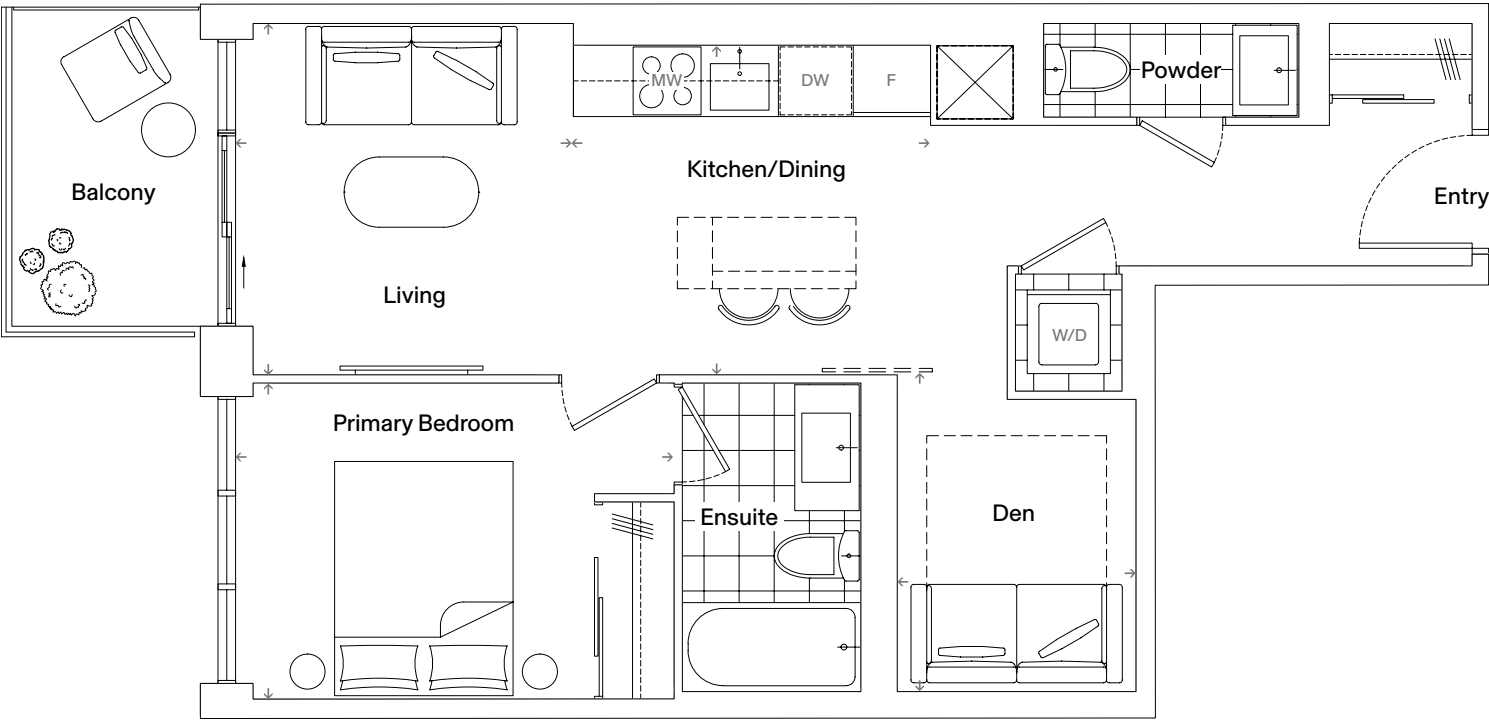 MW
DW
F
Powder
Balcony
Kitchen/Dining
Entry
Living
W/D
Primary Bedroom
Ensuite
Den